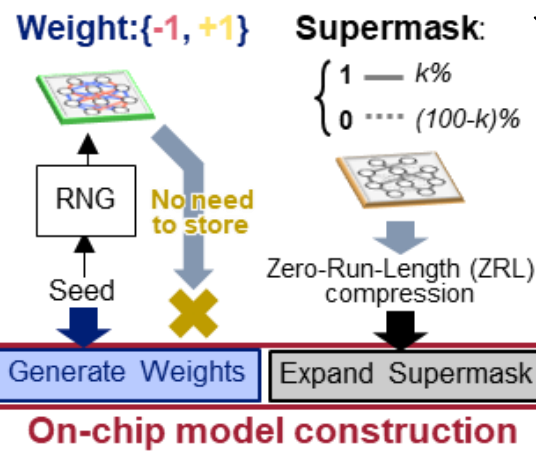 Weight:{-1, +1}
Supermask:
1 k%
0 (100-k)%
RNG
No need
to store
Seed
Zero-Run-Length (ZRL)
compression
Generate Weights
Expand Supermask
On-chip model construction